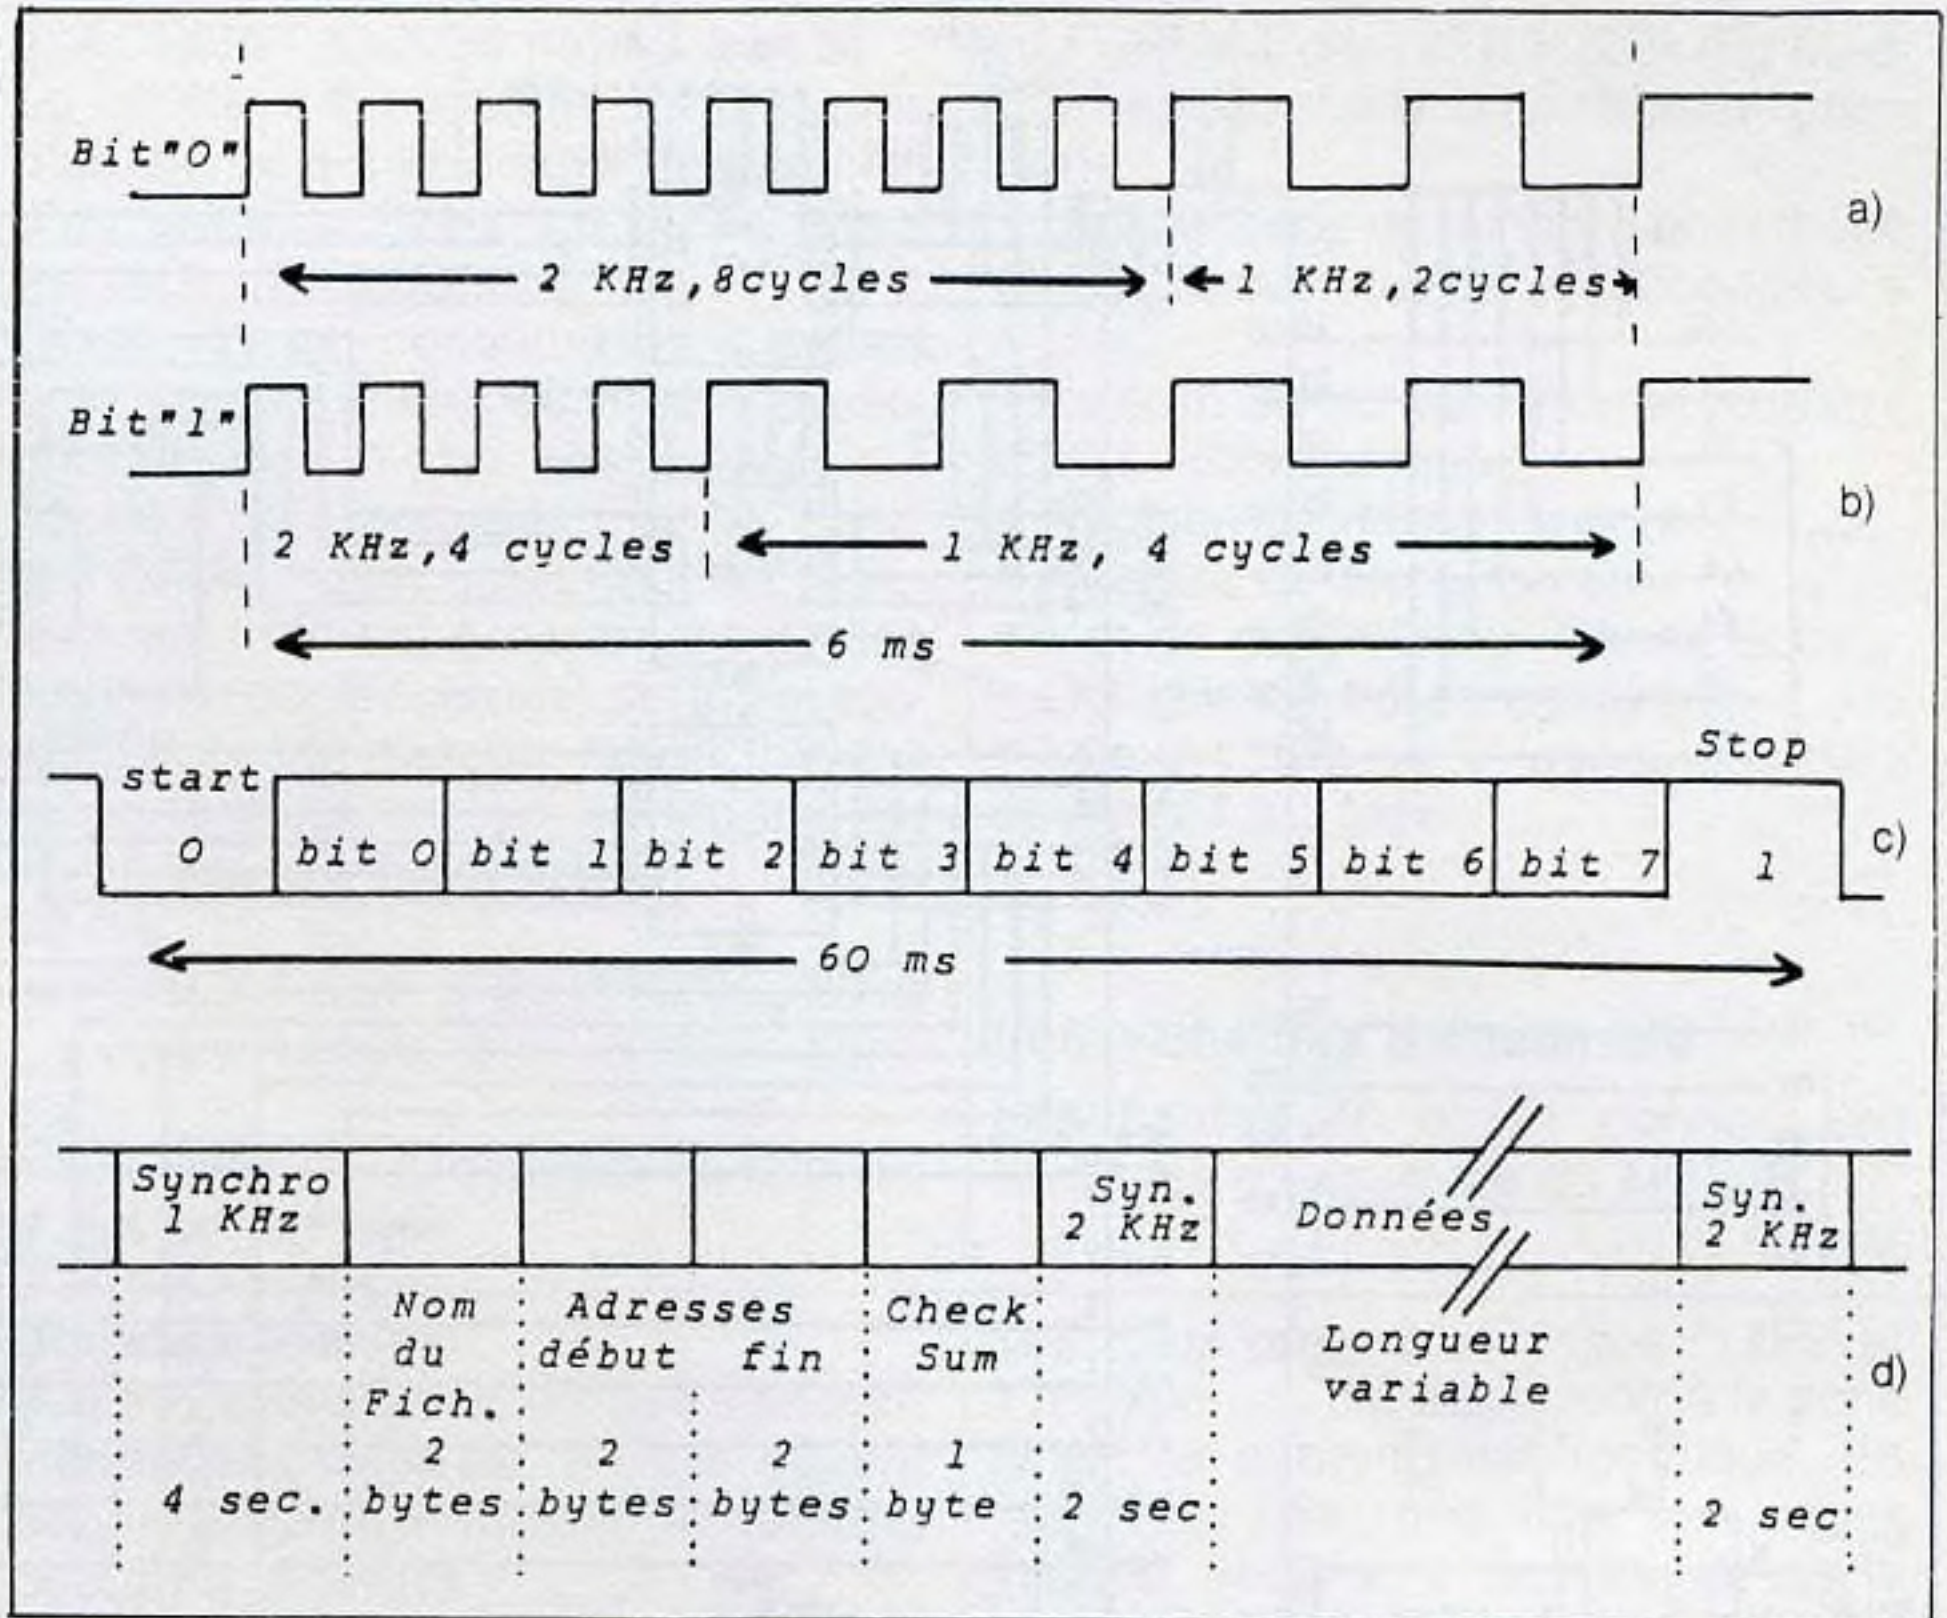 Bit"0"
a)
2 KHz,8cycles
1 KHz,2cycles
Bit"1"
b)
2 KHz,4 cycles
1 KHz, 4 cycles
6 ms
Stop
start
0 bit 0 bit 1 bit 2 bit 3 bit 4 bit 5 bit 6 bit 7 1
c)
60 ms
Synchro
1 KHz
Syn.
2 KHz
Données
Syn.
2 KHz
Nom
du
Fich.
2
bytes
Adresses
début fin
2 2
bytes bytes
Check
Sum
1
byte
Longueur
variable
d)
4 sec.
2 sec
2 sec